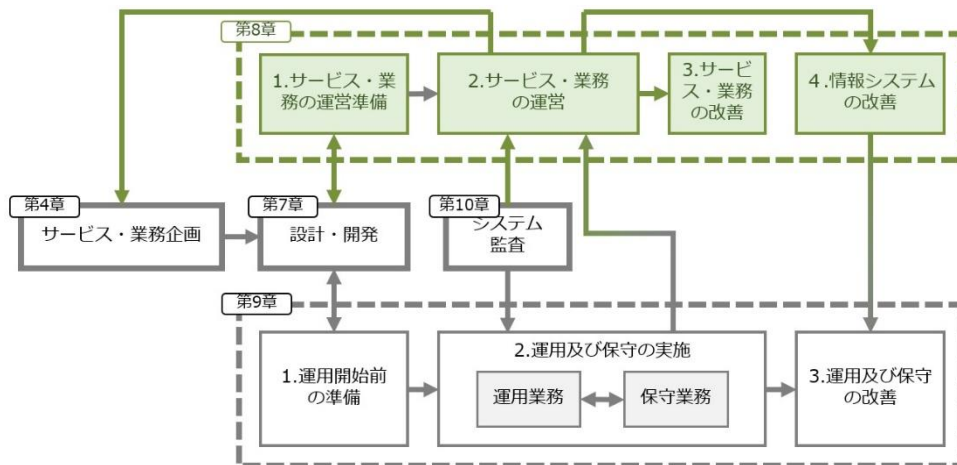 第8章
1.サービス・業
務の運営準備
2.サービス・業務
の運営
3.サービ
ス・業務
の改善
4.情報システム
の改善
第4章
サービス・業務企画
第7章
設計・開発
第10章
システム
監査
第9章
1.運用開始前
の準備
2.運用及び保守の実施
運用業務
保守業務
3.運用及び保守
の改善